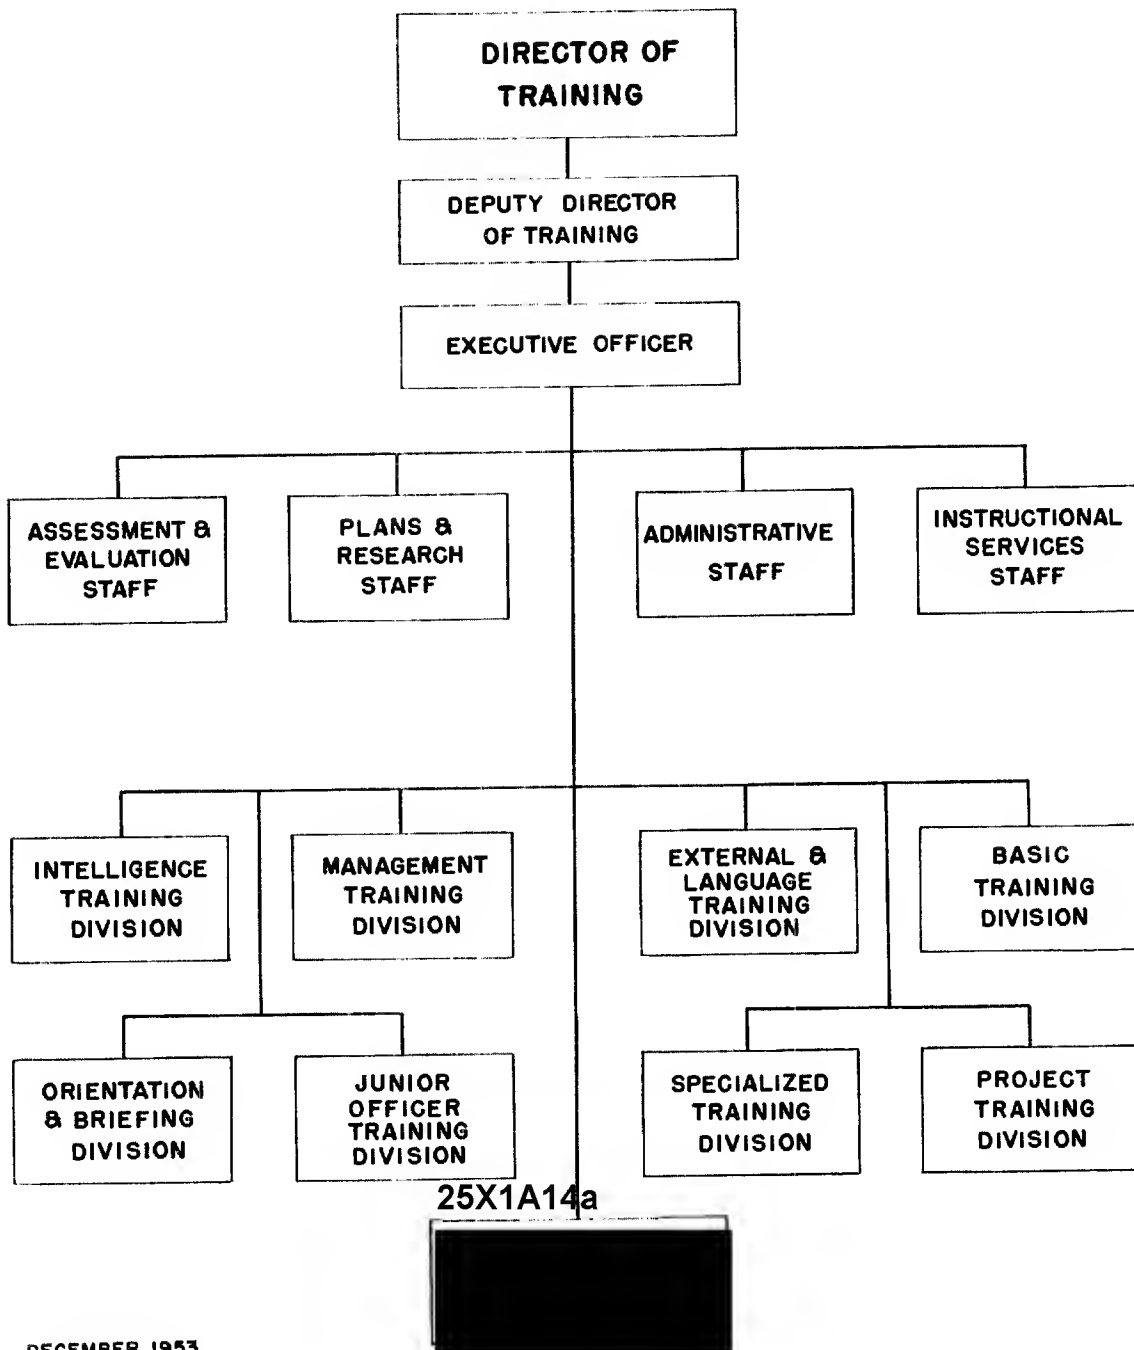 DIRECTOR OF
TRAINING
DEPUTY DIRECTOR
OF TRAINING
EXECUTIVE OFFICER
ASSESSMENT &
EVALUATION
STAFF
PLANS &
RESEARCH
STAFF
ADMINISTRATIVE
STAFF
INSTRUCTIONAL
SERVICES
STAFF
INTELLIGENCE
TRAINING
DIVISION
MANAGEMENT
TRAINING
DIVISION
EXTERNAL &
LANGUAGE
TRAINING
DIVISION
BASIC
TRAINING
DIVISION
ORIENTATION
& BRIEFING
DIVISION
JUNIOR
OFFICER
TRAINING
DIVISION
SPECIALIZED
TRAINING
DIVISION
PROJECT
TRAINING
DIVISION
25X1A14a
DECEMBER 1953